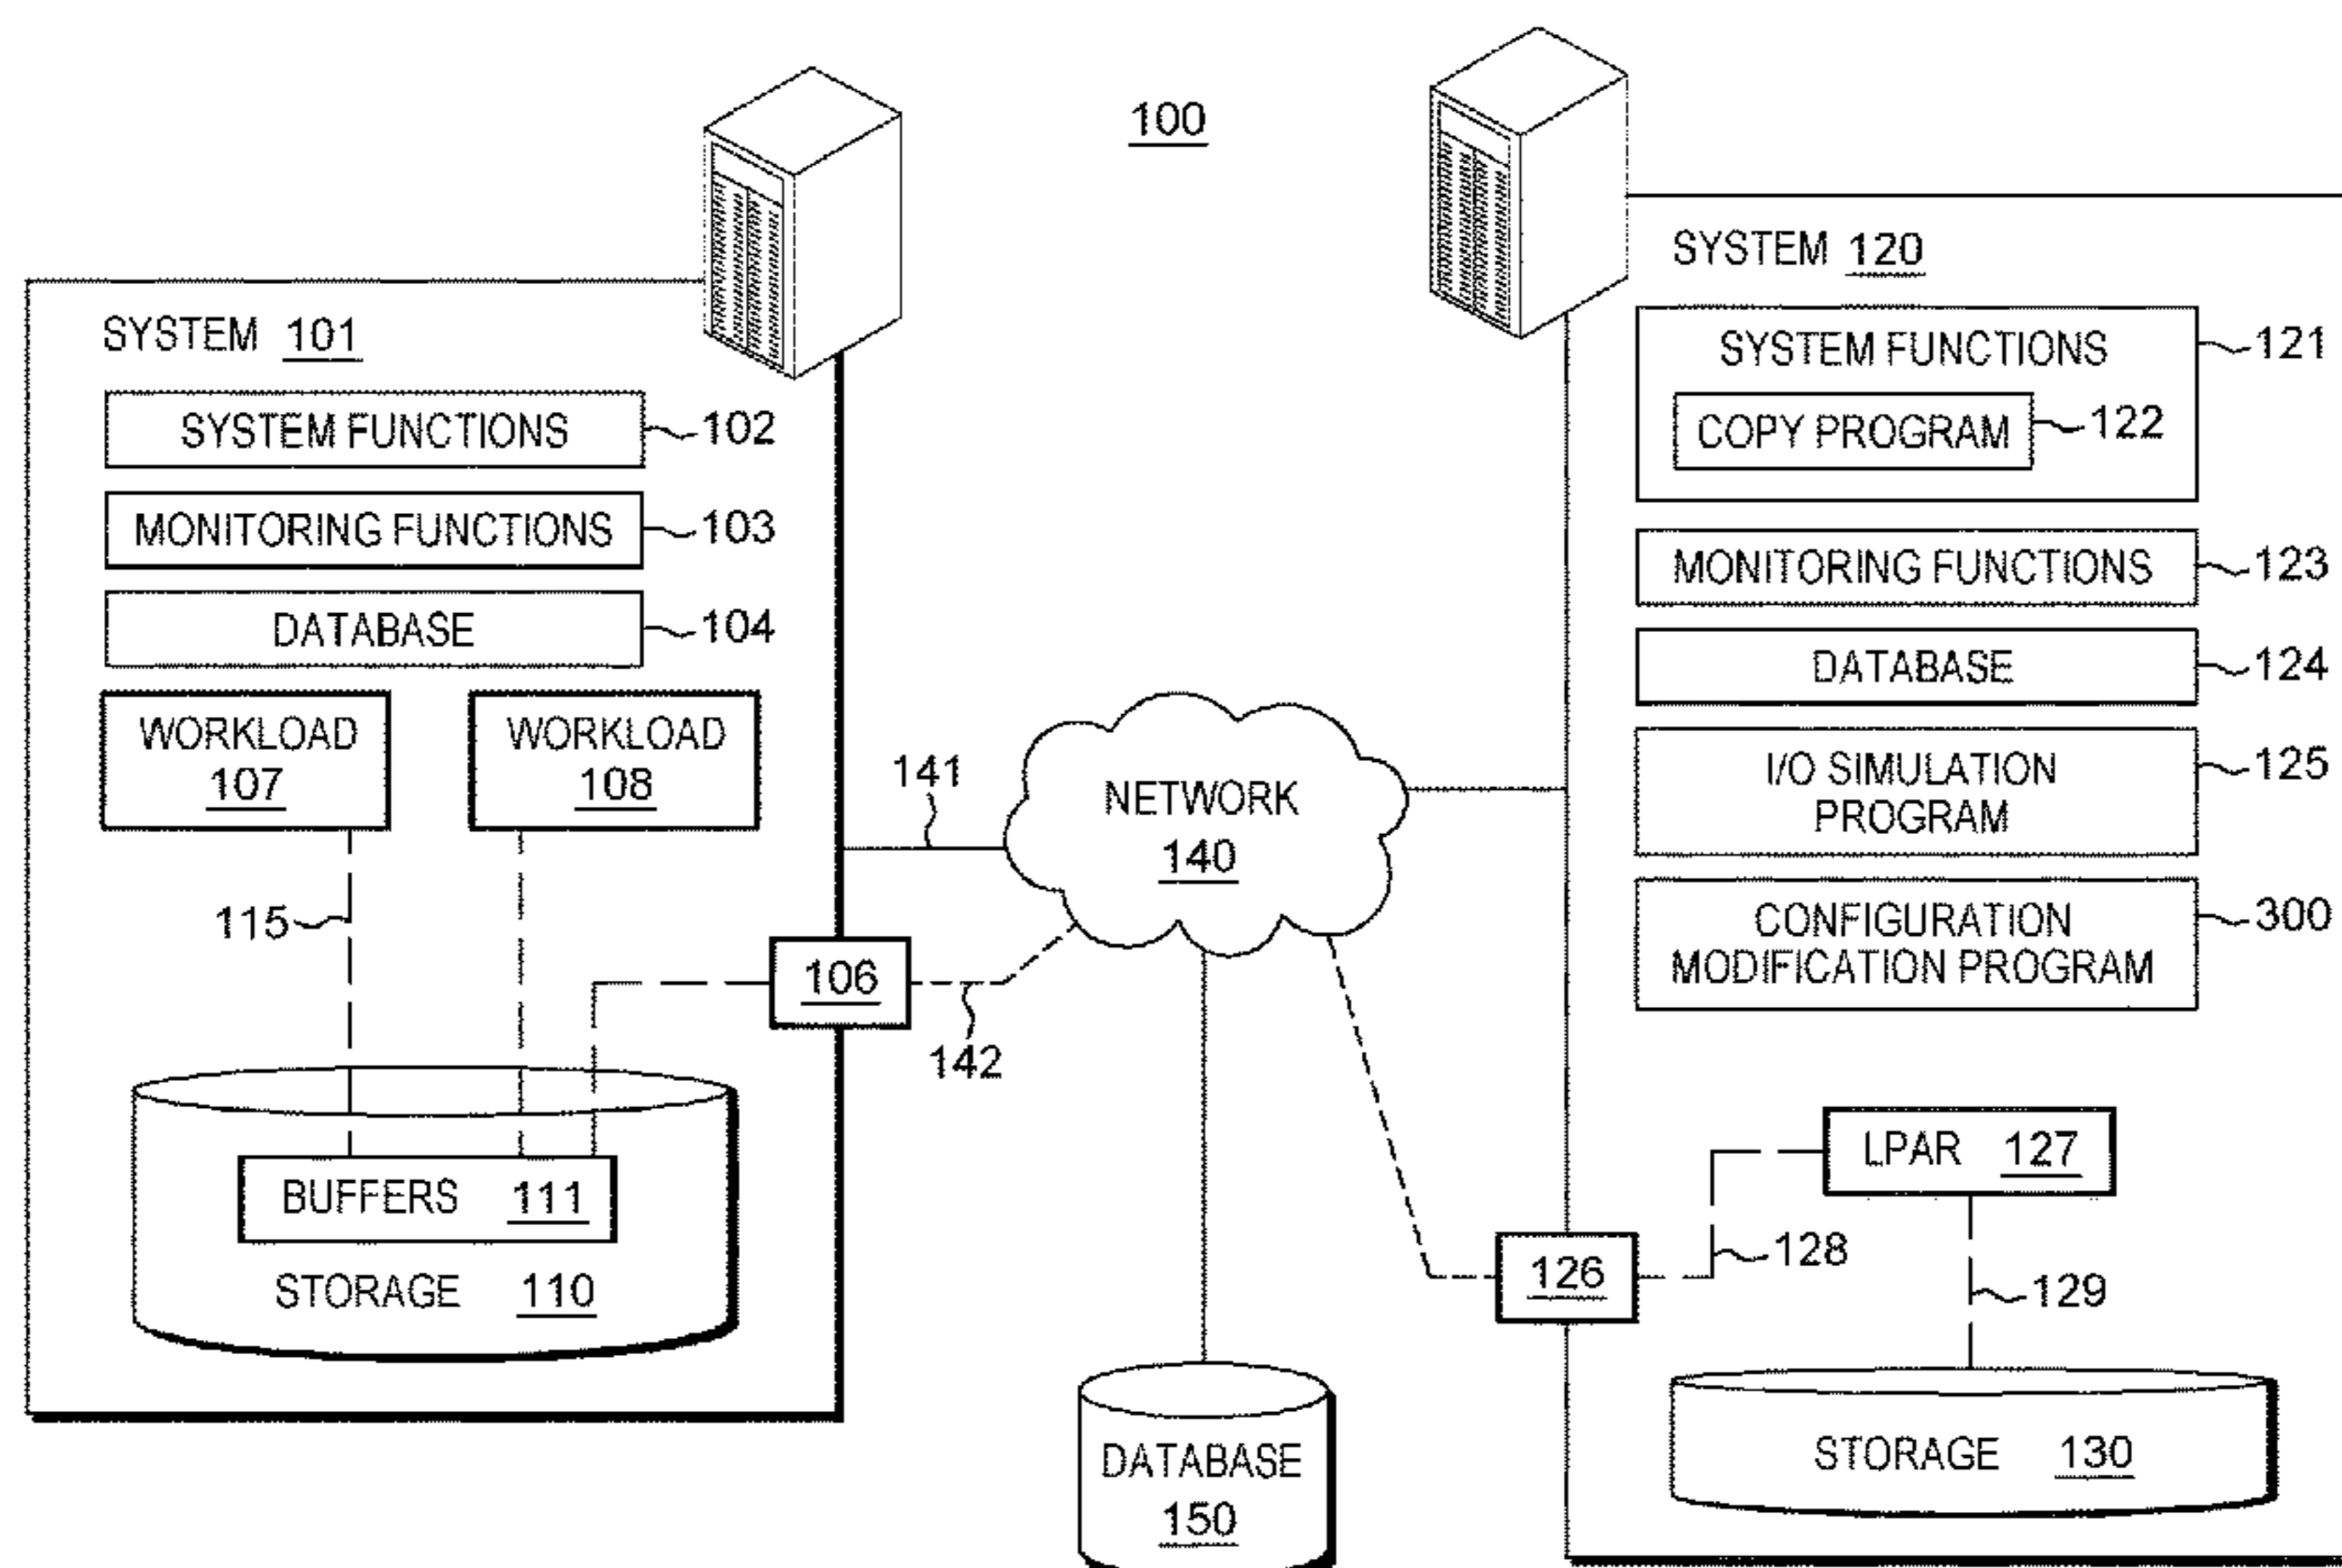 100
SYSTEM 101
SYSTEM FUNCTIONS 102
MONITORING FUNCTIONS 103
DATABASE 104
WORKLOAD
107
WORKLOAD
108
115
106
BUFFERS 111
STORAGE 110
141
142
NETWORK
140
DATABASE
150
SYSTEM 120
SYSTEM FUNCTIONS 121
COPY PROGRAM 122
MONITORING FUNCTIONS 123
DATABASE 124
I/O SIMULATION 125
PROGRAM
CONFIGURATION 300
MODIFICATION PROGRAM
LPAR 127
126
128
129
STORAGE 130